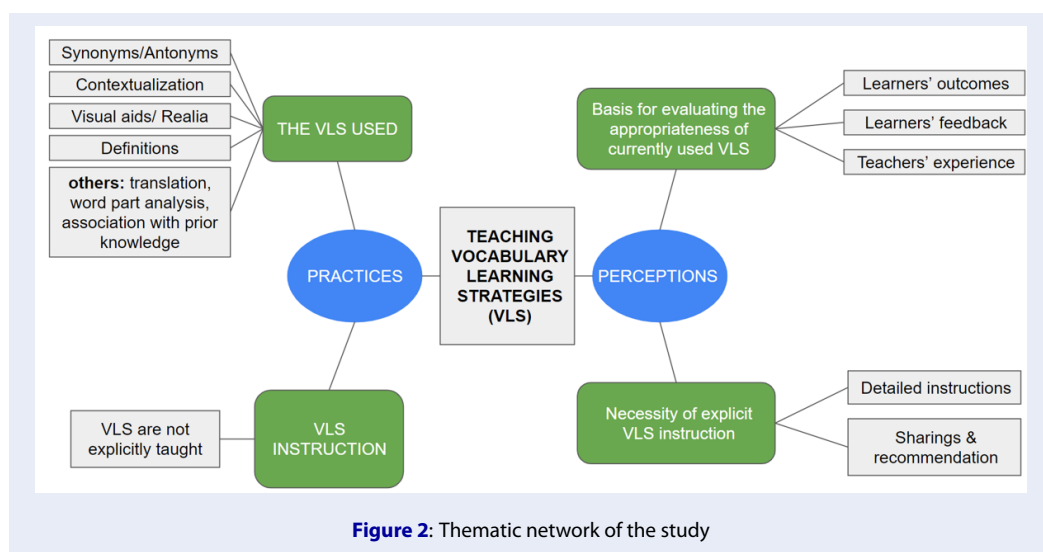 Synonyms/Antonyms
Contextualization
Visual aids/ Realia
Definitions
others: translation,
word part analysis,
association with prior
knowledge
THE VLS USED
Basis for evaluating the
appropriateness of
currently used VLS
Learners' outcomes
Learners' feedback
Teachers' experience
PRACTICES
TEACHING
VOCABULARY
LEARNING
STRATEGIES
(VLS)
PERCEPTIONS
VLS are not
explicitly taught
VLS
INSTRUCTION
Necessity of explicit
VLS instruction
Detailed instructions
Sharings &
recommendation
Figure 2: Thematic network of the study